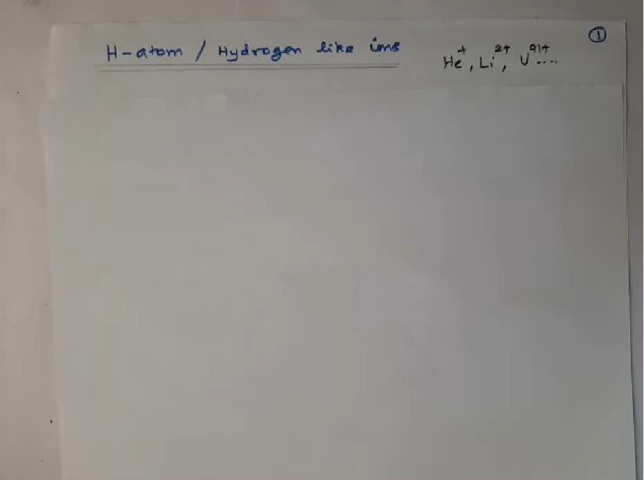 ①
H-atom / Hydrogen like ions He⁺, Li²⁺, U⁹¹⁺ ....